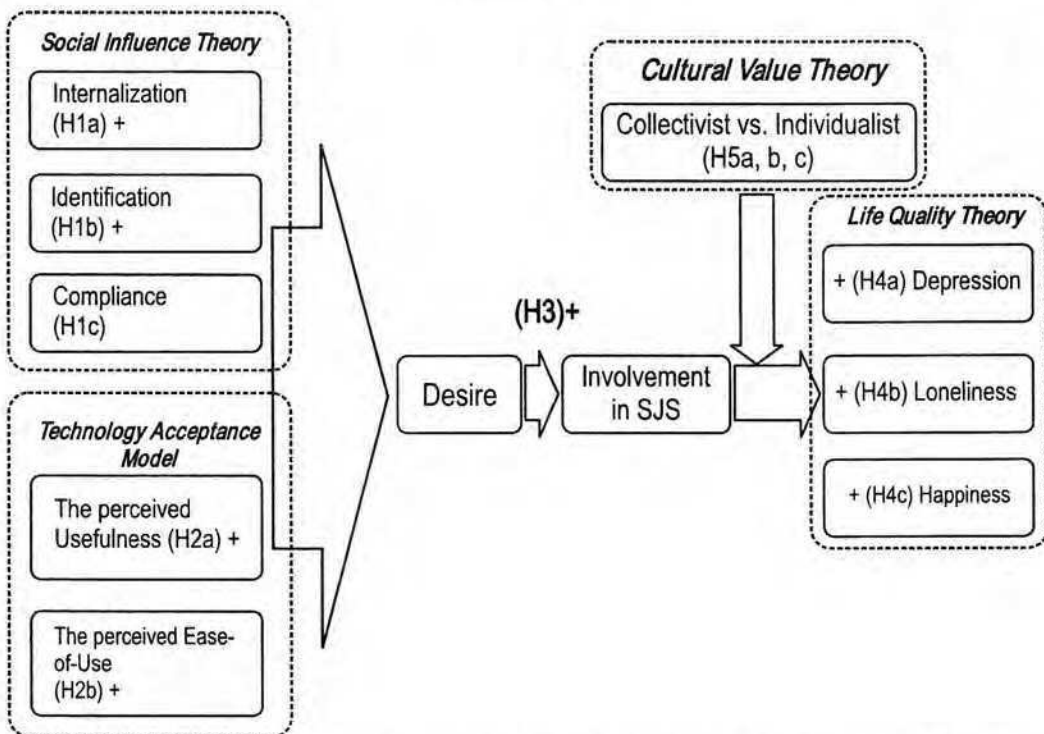 Social Influence Theory
Internalization
(H1a) +
Identification
(H1b) +
Compliance
(H1c)
Technology Acceptance
Model
The perceived
Usefulness (H2a) +
The perceived Ease-
of-Use
(H2b) +
Desire
(H3)+
Involvement
in SJS
Cultural Value Theory
Collectivist vs. Individualist
(H5a, b, c)
Life Quality Theory
+ (H4a) Depression
+ (H4b) Loneliness
+ (H4c) Happiness